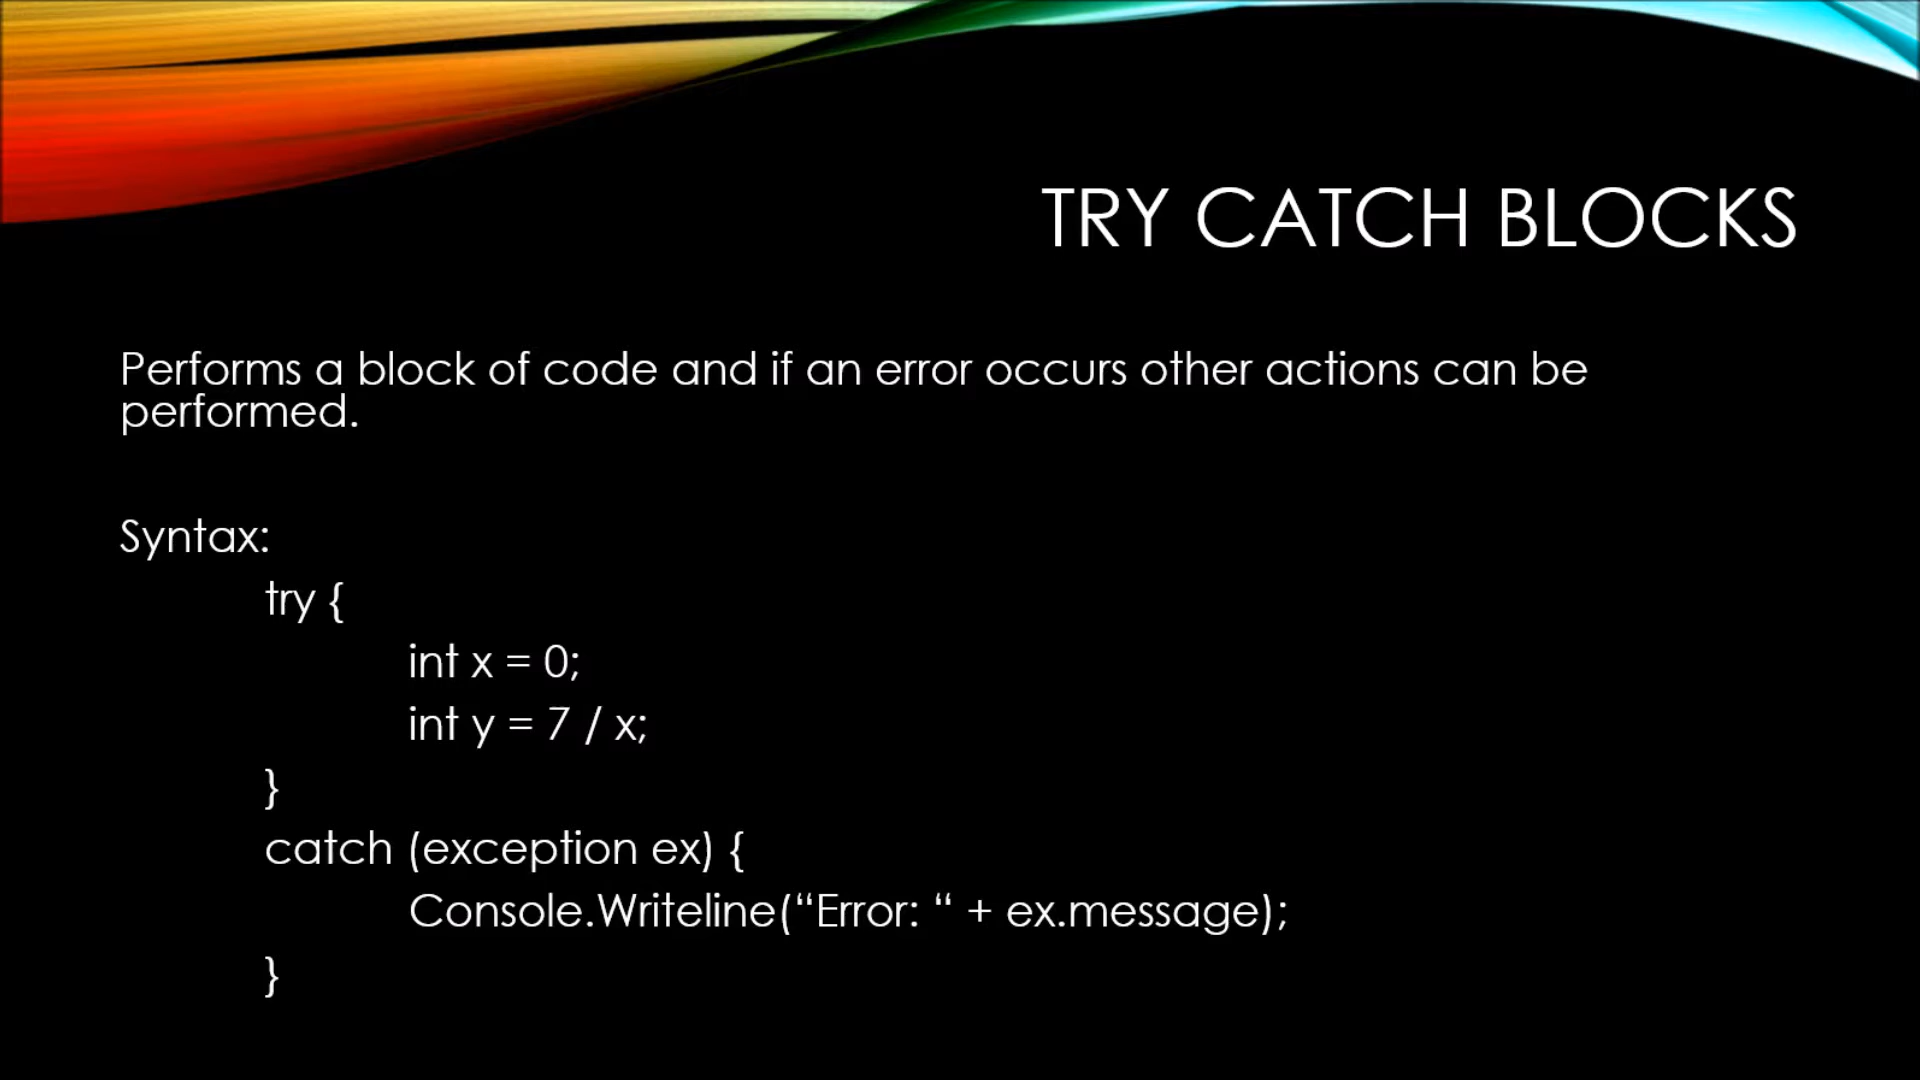 TRY CATCH BLOCKS
Performs a block of code and if an error occurs other actions can be
performed.
Syntax:
try {
int x = 0;
int y = 7 / x;
}
catch (exception ex) {
Console.Writeline(“Error: “ + ex.message);
}